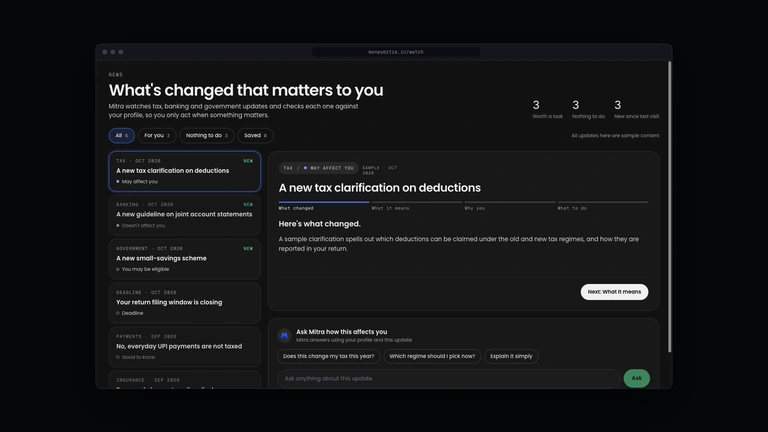 moneymitra.in/watch
NEWS
What's changed that matters to you
Mitra watches tax, banking and government updates and checks each one against
your profile, so you only act when something matters.
3 3 3
Worth a look Nothing to do New since last visit
All 6 For you 3 Nothing to do 3 Saved 0
All updates here are sample content
TAX · OCT 2026 NEW
A new tax clarification on deductions
May affect you
BANKING · OCT 2026 NEW
A new guideline on joint account statements
Doesn't affect you
GOVERNMENT · OCT 2026 NEW
A new small-savings scheme
You may be eligible
DEADLINE · OCT 2026
Your return filing window is closing
Deadline
PAYMENTS · SEP 2026
No, everyday UPI payments are not taxed
Good to know
INSURANCE · SEP 2026
TAX / MAY AFFECT YOU SAMPLE · OCT
2026
A new tax clarification on deductions
What changed What it means Why you What to do
Here's what changed.
A sample clarification spells out which deductions can be claimed under the old and new tax regimes, and how they are
reported in your return.
Next: What it means
Ask Mitra how this affects you
Mitra answers using your profile and this update
Does this change my tax this year? Which regime should I pick now? Explain it simply
Ask anything about this update
Ask